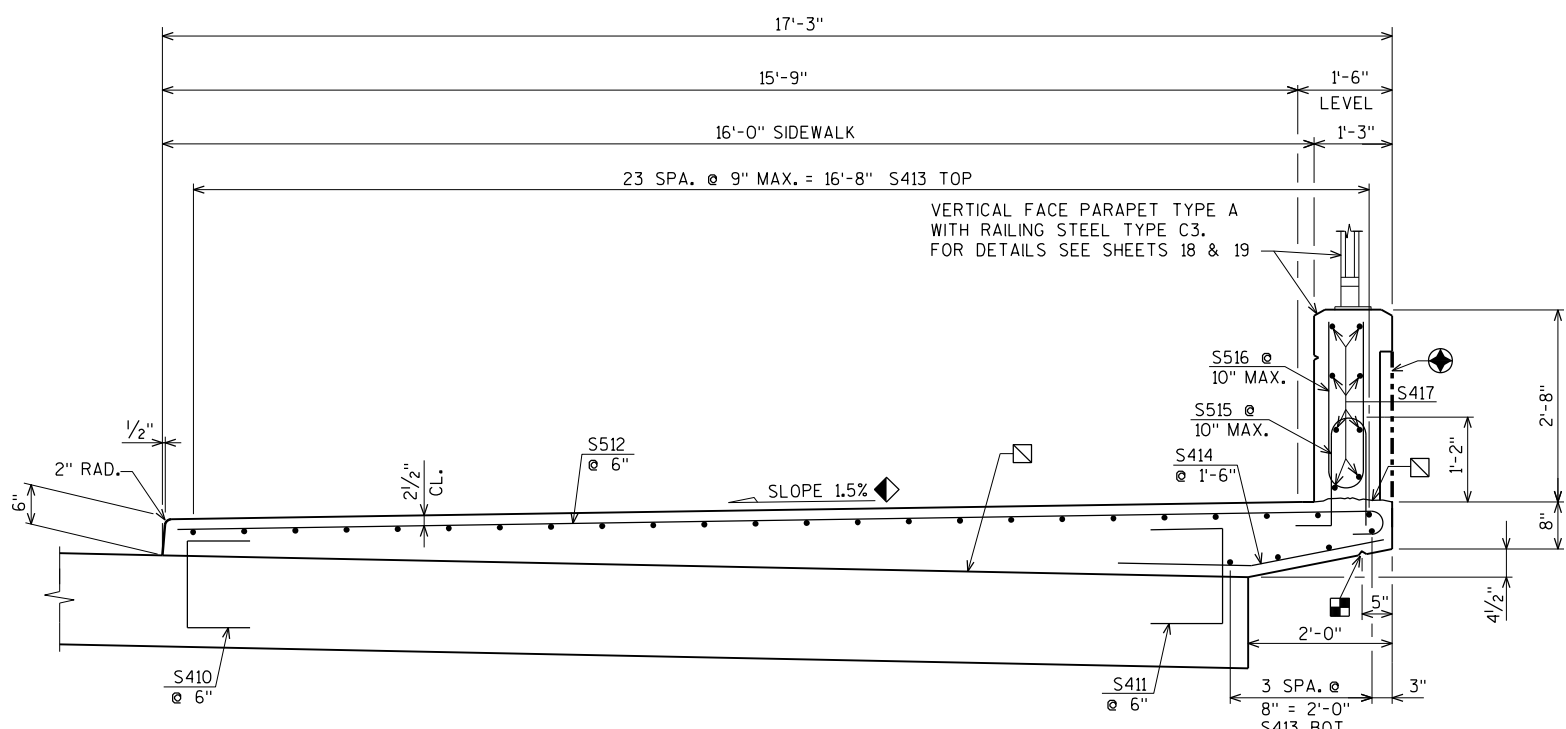 17'-3"
15'-9"
1'-6"
LEVEL
16'-0" SIDEWALK
1'-3"
23 SPA. @ 9" MAX. = 16'-8" S413 TOP
VERTICAL FACE PARAPET TYPE A
WITH RAILING STEEL TYPE C3.
FOR DETAILS SEE SHEETS 18 & 19
S516 @
10" MAX.
S417
S515 @
10" MAX.
2'-8"
1/2"
2" RAD.
6"
S512
@ 6"
2 1/2"
CL.
SLOPE 1.5%
S414
@ 1'-6"
1'-2"
8"
4 1/2"
5"
2'-0"
S410
@ 6"
S411
@ 6"
3 SPA. @
8" = 2'-0"
S413 BOT
3"